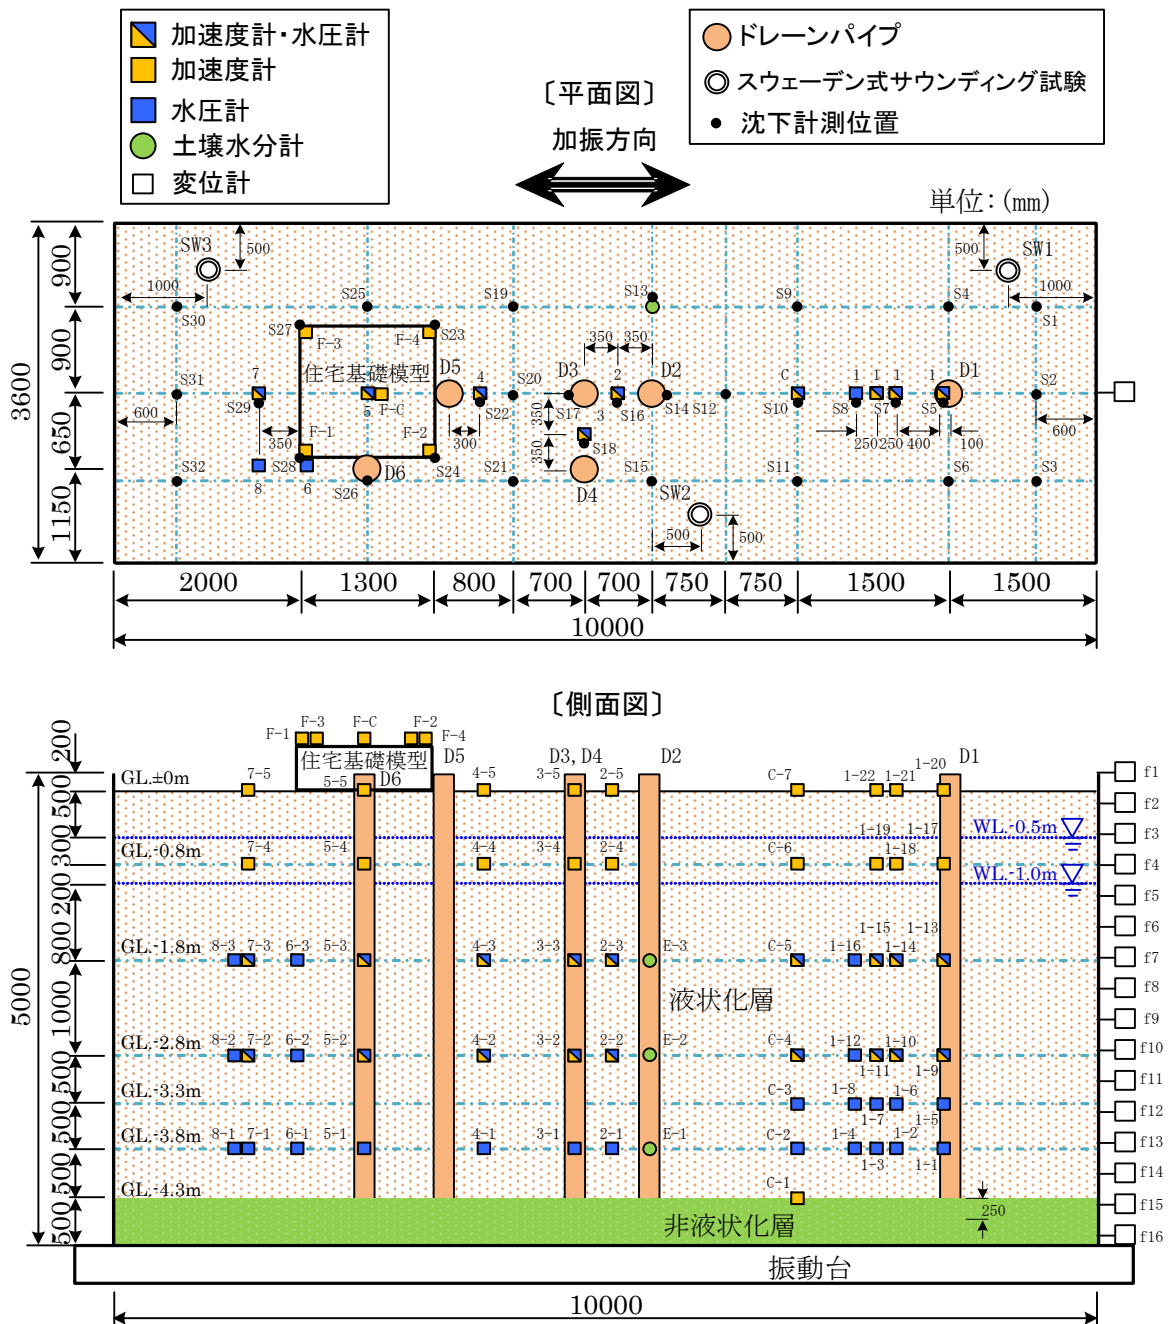 加速度計・水圧計
加速度計
水圧計
土壌水分計
変位計
〔平面図〕
加振方向
ドレーンパイプ
スウェーデン式サウンディング試験
沈下計測位置
単位：(mm)
SW3
500
1000
S30
S25
S19
S13
S9
S4
500
SW1
1000
S1
900
900
650
1150
3600
S27
F-3
F-4
S23
住宅基礎模型
D5
350
350
D3
D2
D1
S31
7
S29
5
F-C
4
S22
S20
S17
3
2
S16
S14
S12
C
S10
1
S8
1
S7
1
1
S5
S2
600
350
F-1
F-2
300
350
350
S18
250
250
400
100
600
S32
8
S28
6
S26
D6
S24
S21
D4
S15
SW2
S11
S6
S3
500
500
2000
1300
800
700
700
750
750
1500
1500
10000
〔側面図〕
F-1
F-3
F-C
F-2
F-4
住宅基礎模型
D6
D5
D3, D4
D2
D1
200
500
300
200
800
1000
500
500
500
500
5000
GL.±0m
7-5
5-5
4-5
3-5
2-5
C-7
1-22
1-21
1-20
WL.-0.5m
GL.-0.8m
7-4
5-4
4-4
3-4
2-4
C-6
1-19
1-18
1-17
WL.-1.0m
GL.-1.8m
8-3
7-3
6-3
5-3
4-3
3-3
2-3
E-3
C-5
1-16
1-15
1-14
1-13
液状化層
GL.-2.8m
8-2
7-2
6-2
5-2
4-2
3-2
2-2
E-2
C-4
1-12
1-11
1-10
1-9
GL.-3.3m
C-3
1-8
1-7
1-6
1-5
GL.-3.8m
8-1
7-1
6-1
5-1
4-1
3-1
2-1
E-1
C-2
1-4
1-3
1-2
1-1
GL.-4.3m
C-1
250
非液状化層
振動台
10000
f1
f2
f3
f4
f5
f6
f7
f8
f9
f10
f11
f12
f13
f14
f15
f16